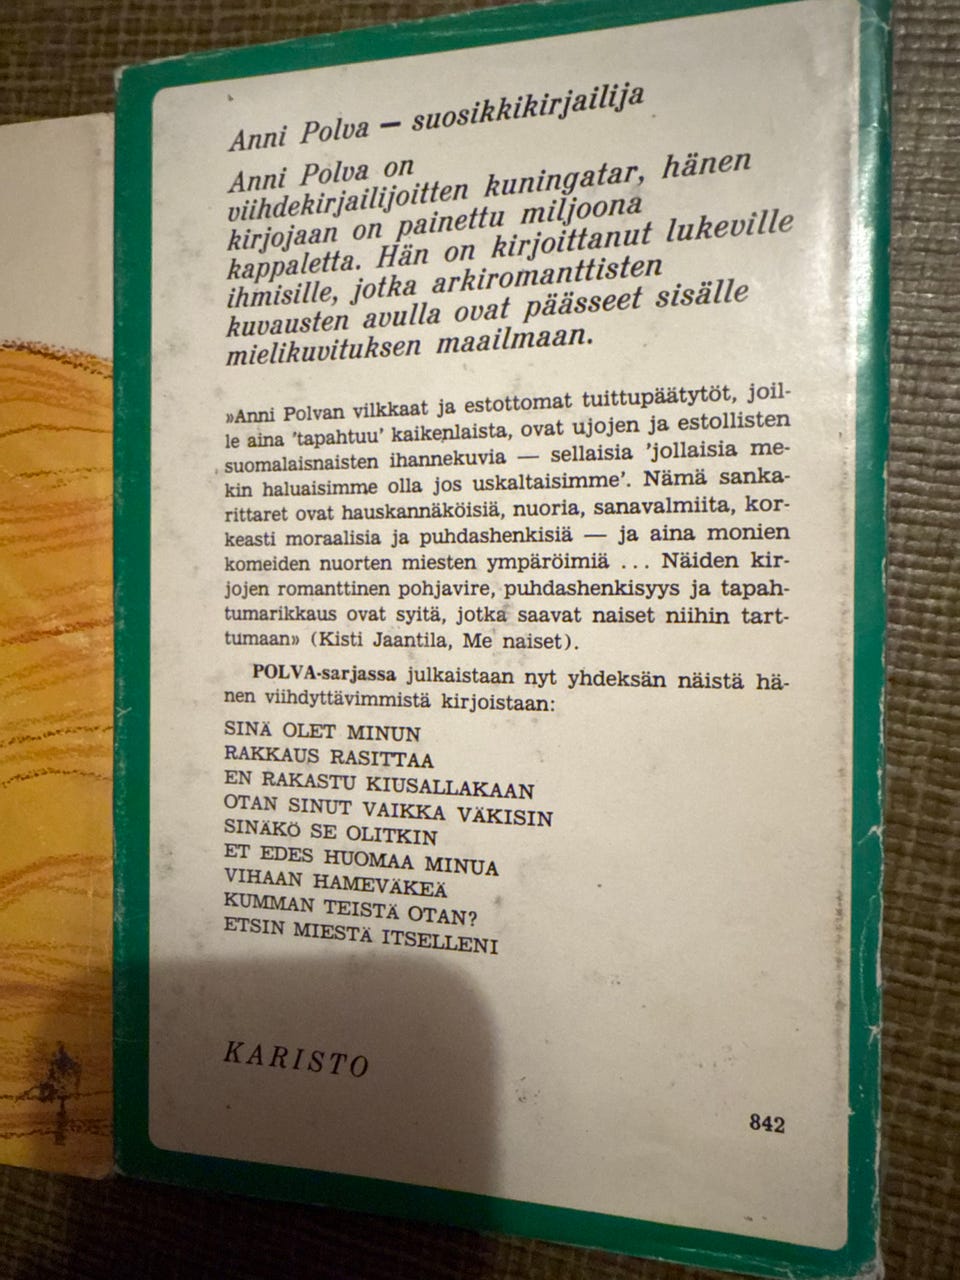 Anni Polva — suosikkikirjailija
Anni Polva on
viihdekirjailijoitten kuningatar, hänen
kirjojaan on painettu miljoona
kappaletta. Hän on kirjoittanut lukeville
ihmisille, jotka arkiromanttisten
kuvausten avulla ovat päässeet sisälle
mielikuvituksen maailmaan.
»Anni Polvan vilkkaat ja estottomat tuittupäätytöt, joil-
le aina 'tapahtuu' kaikenlaista, ovat ujojen ja estollisten
suomalaisnaisten ihannekuvia — sellaisia 'jollaisia me-
kin haluaisimme olla jos uskaltaisimme'. Nämä sanka-
rittaret ovat hauskannäköisiä, nuoria, sanavalmiita, kor-
keasti moraalisia ja puhdashenkisiä — ja aina monien
komeiden nuorten miesten ympäröimiä ... Näiden kir-
jojen romanttinen pohjavire, puhdashenkisyys ja tapah-
tumarikkaus ovat syitä, jotka saavat naiset niihin tart-
tumaan» (Kisti Jaantila, Me naiset).
POLVA-sarjassa julkaistaan nyt yhdeksän näistä hä-
nen viihdyttävimmistä kirjoistaan:
SINÄ OLET MINUN
RAKKAUS RASITTAA
EN RAKASTU KIUSALLAKAAN
OTAN SINUT VAIKKA VÄKISIN
SINÄKÖ SE OLITKIN
ET EDES HUOMAA MINUA
VIHAAN HAMEVÄKEÄ
KUMMAN TEISTÄ OTAN?
ETSIN MIESTÄ ITSELLENI
KARISTO
842